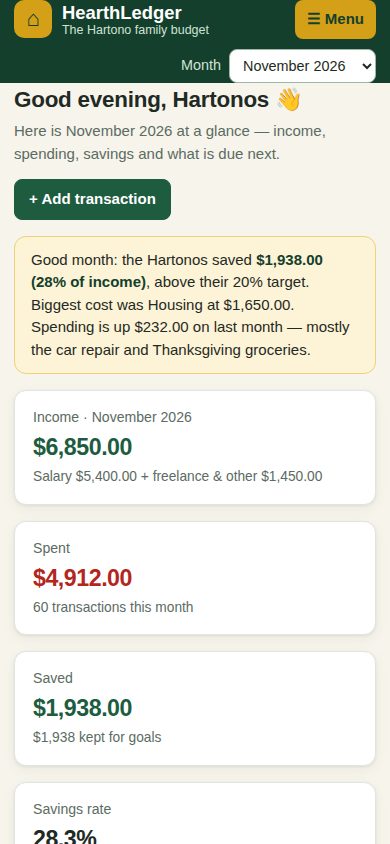 HearthLedger
The Hartono family budget
☰ Menu
Month
November 2026
Good evening, Hartonos 👋
Here is November 2026 at a glance — income,
spending, savings and what is due next.
+ Add transaction
Good month: the Hartonos saved $1,938.00
(28% of income), above their 20% target.
Biggest cost was Housing at $1,650.00.
Spending is up $232.00 on last month — mostly
the car repair and Thanksgiving groceries.
Income · November 2026
$6,850.00
Salary $5,400.00 + freelance & other $1,450.00
Spent
$4,912.00
60 transactions this month
Saved
$1,938.00
$1,938 kept for goals
Savings rate
28.3%